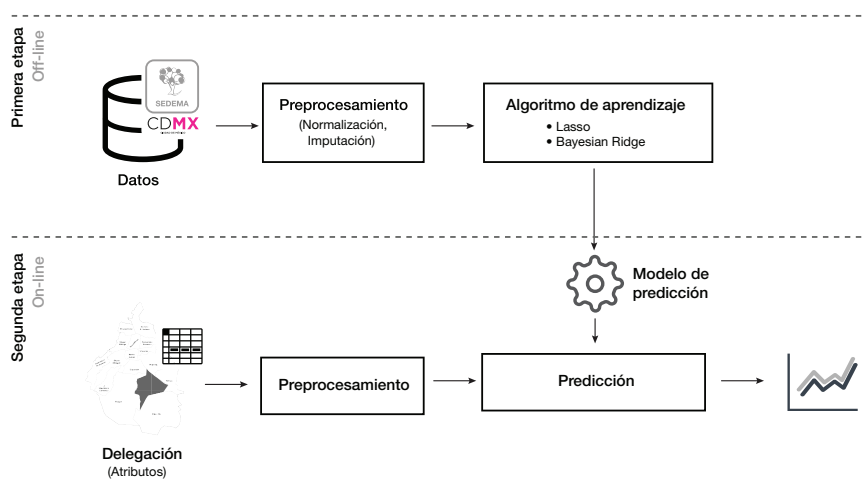 Primera etapa
Off-line
SEDEMA
CDMX
Datos
Preprocesamiento
(Normalización,
Imputación)
Algoritmo de aprendizaje
• Lasso
• Bayesian Ridge
Segunda etapa
On-line
Modelo de
predicción
Delegación
(Atributos)
Preprocesamiento
Predicción